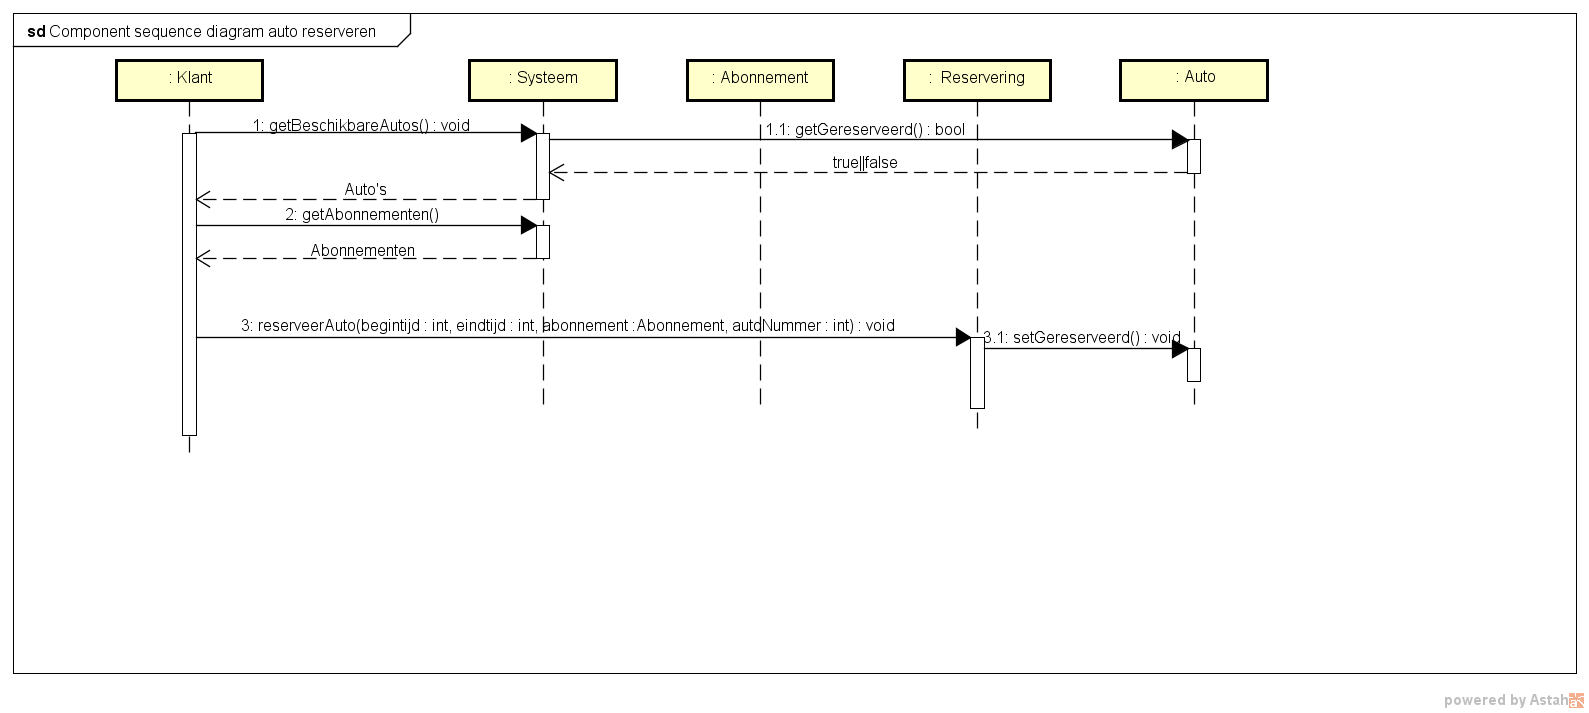 sd Component sequence diagram auto reserveren
: Klant
: Systeem
: Abonnement
: Reservering
: Auto
1: getBeschikbareAutos() : void
1.1: getGereserveerd() : bool
true||false
Auto's
2: getAbonnementen()
Abonnementen
3: reserveerAuto(begintijd : int, eindtijd : int, abonnement :Abonnement, autoNummer : int) : void
3.1: setGereserveerd() : void
powered by Astah